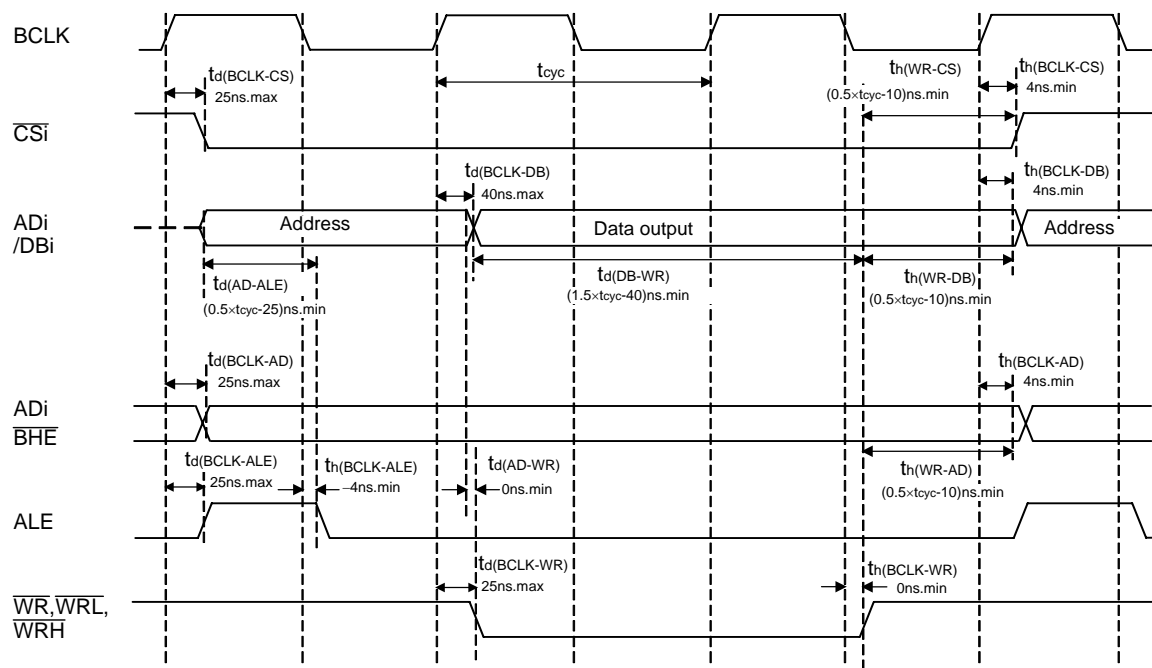 BCLK
td(BCLK-CS)
25ns.max
tcyc
th(WR-CS)
(0.5×tcyc-10)ns.min
th(BCLK-CS)
4ns.min
CSi
td(BCLK-DB)
40ns.max
th(BCLK-DB)
4ns.min
ADi
/DBi
Address
Data output
Address
td(AD-ALE)
(0.5×tcyc-25)ns.min
td(DB-WR)
(1.5×tcyc-40)ns.min
th(WR-DB)
(0.5×tcyc-10)ns.min
td(BCLK-AD)
25ns.max
th(BCLK-AD)
4ns.min
ADi
BHE
td(BCLK-ALE)
25ns.max
th(BCLK-ALE)
−4ns.min
td(AD-WR)
0ns.min
th(WR-AD)
(0.5×tcyc-10)ns.min
ALE
td(BCLK-WR)
25ns.max
th(BCLK-WR)
0ns.min
WR,WRL,
WRH